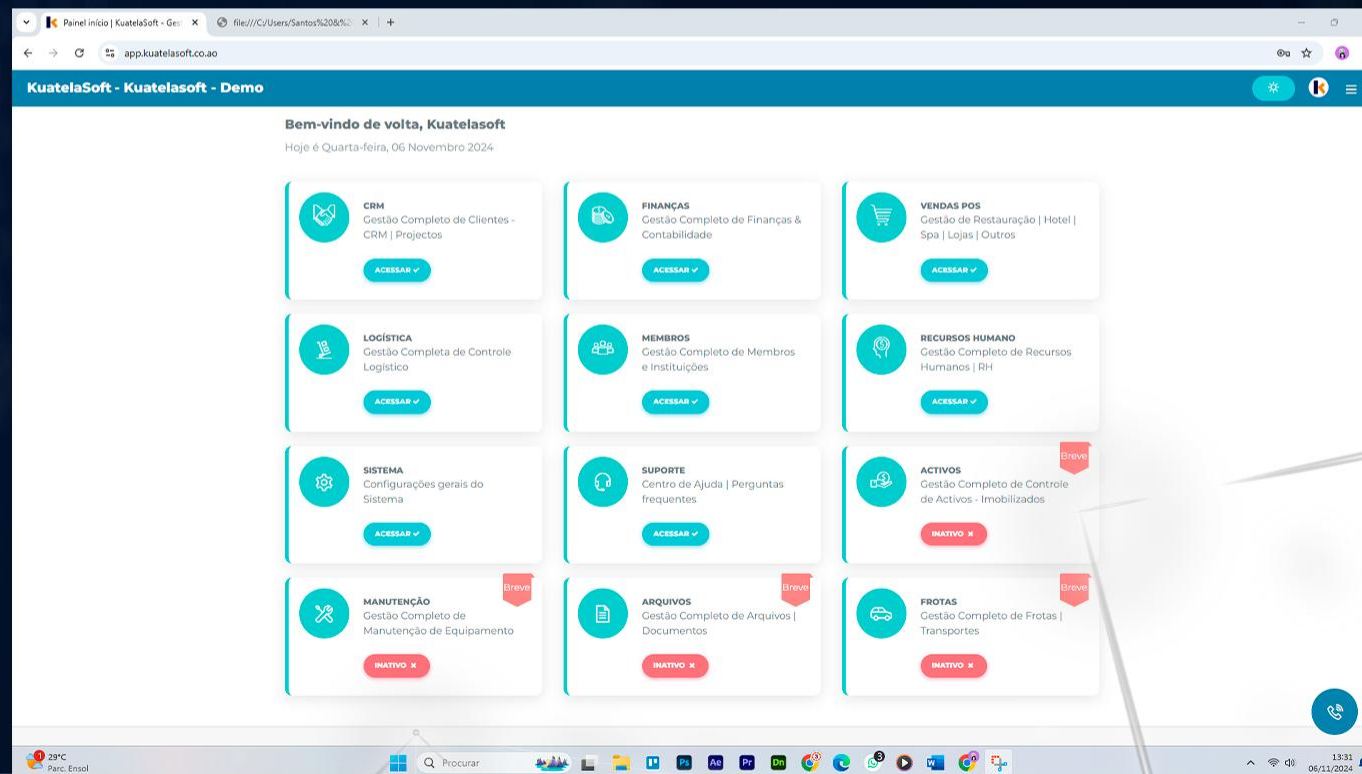 Painel início | KuatelaSoft - Ges
file:///C:/Users/Santos%20&%2
app.kuatelasoft.co.ao
KuatelaSoft - Kuatelasoft - Demo
Bem-vindo de volta, Kuatelasoft
Hoje é Quarta-feira, 06 Novembro 2024
CRM
Gestão Completo de Clientes -
CRM | Projectos
ACESSAR
FINANÇAS
Gestão Completo de Finanças &
Contabilidade
ACESSAR
VENDAS POS
Gestão de Restauração | Hotel |
Spa | Lojas | Outros
ACESSAR
LOGÍSTICA
Gestão Completa de Controle
Logístico
ACESSAR
MEMBROS
Gestão Completo de Membros
e Instituições
ACESSAR
RECURSOS HUMANO
Gestão Completo de Recursos
Humanos | RH
ACESSAR
SISTEMA
Configurações gerais do
Sistema
ACESSAR
SUPORTE
Centro de Ajuda | Perguntas
frequentes
ACESSAR
Breve
ACTIVOS
Gestão Completo de Controle
de Activos - Imobilizados
INATIVO
Breve
MANUTENÇÃO
Gestão Completo de
Manutenção de Equipamento
INATIVO
Breve
ARQUIVOS
Gestão Completo de Arquivos |
Documentos
INATIVO
Breve
FROTAS
Gestão Completo de Frotas |
Transportes
INATIVO
1
29°C
Parc. Ensol
Procurar
Ps
Ae
Pr
Dn
3
13:31
06/11/2024